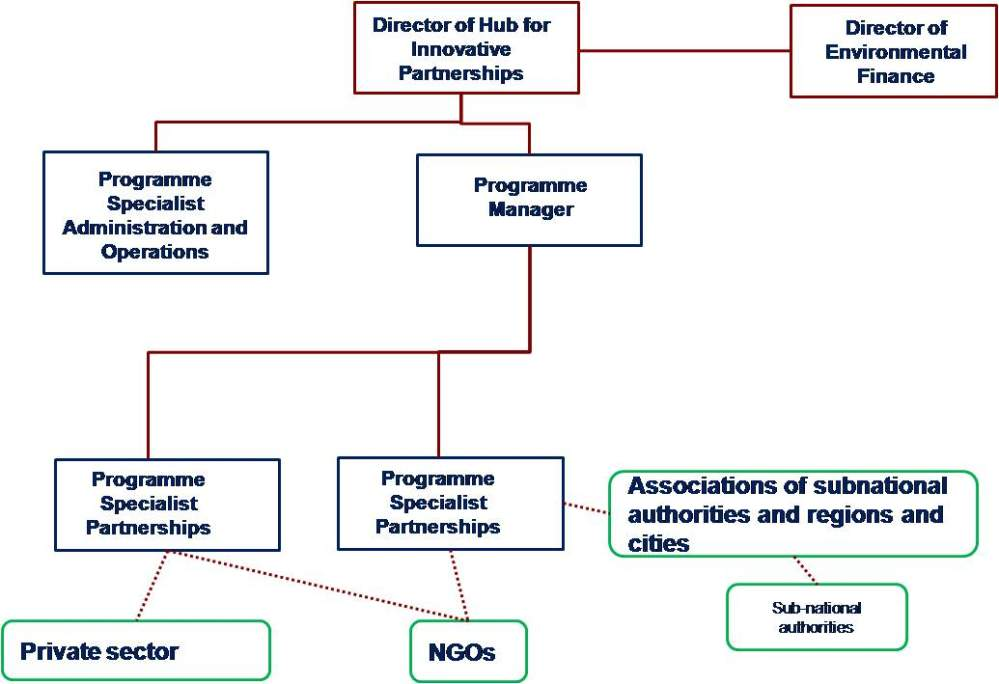 Director of Hub for
Innovative
Partnerships
Director of
Environmental
Finance
Programme
Specialist
Administration and
Operations
Programme
Manager
Programme
Specialist
Partnerships
Programme
Specialist
Partnerships
Associations of subnational
authorities and regions and
cities
Sub-national
authorities
Private sector
NGOs